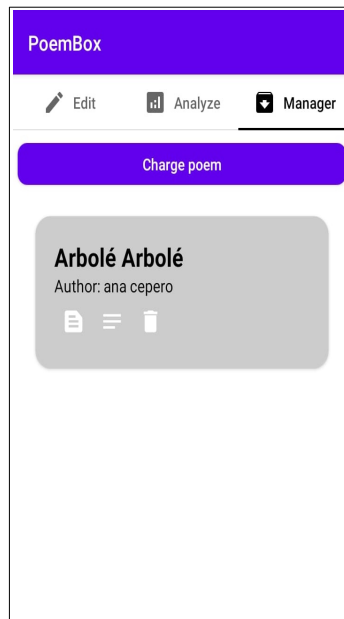 PoemBox
Edit Analyze Manager
Charge poem
Arbolé Arbolé
Author: ana cepero